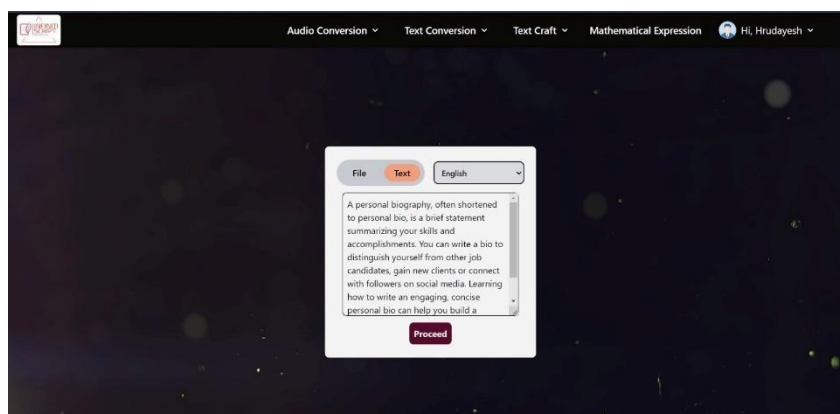 Audio Conversion
Text Conversion
Text Craft
Mathematical Expression
Hi, Hrudayesh
File
Text
English
A personal biography, often shortened
to personal bio, is a brief statement
summarizing your skills and
accomplishments. You can write a bio to
distinguish yourself from other job
candidates, gain new clients or connect
with followers on social media. Learning
how to write an engaging, concise
personal bio can help you build a
Proceed